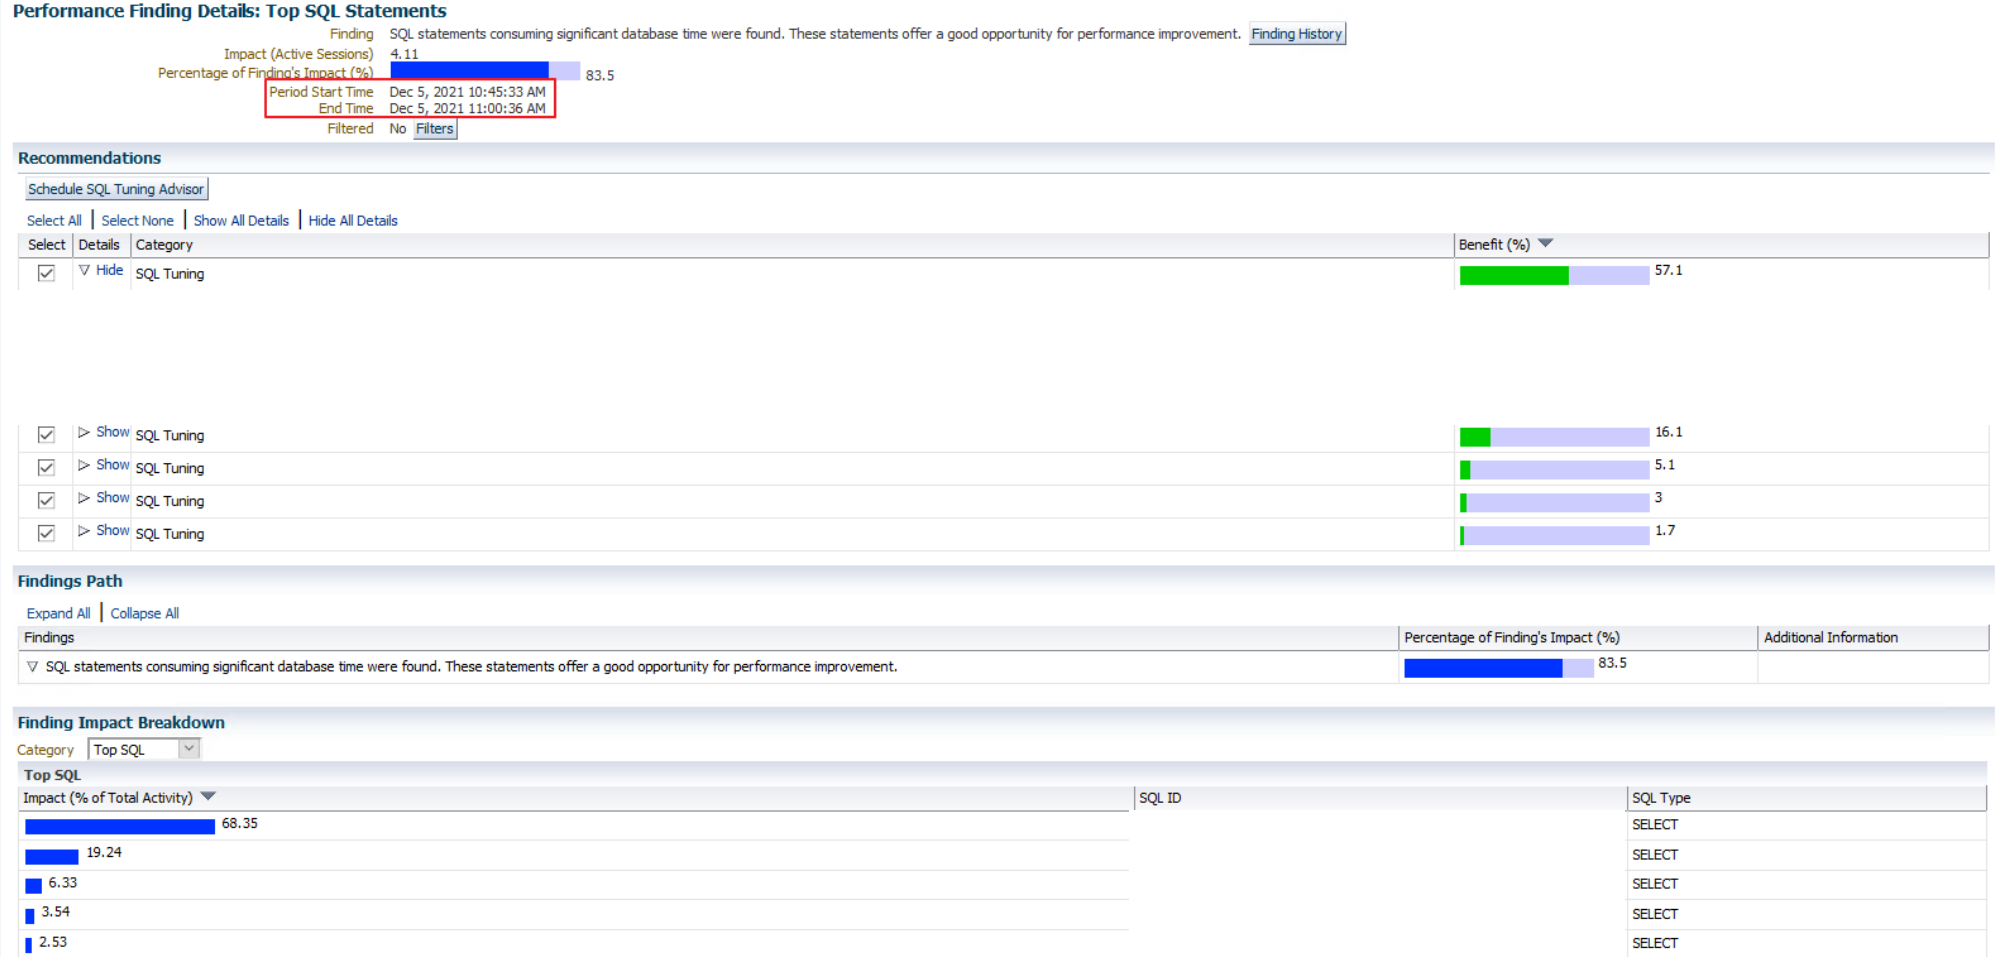 Performance Finding Details: Top SQL Statements
Finding SQL statements consuming significant database time were found. These statements offer a good opportunity for performance improvement. Finding History
Impact (Active Sessions) 4.11
Percentage of Finding's Impact (%) 83.5
Period Start Time Dec 5, 2021 10:45:33 AM
End Time Dec 5, 2021 11:00:36 AM
Filtered No Filters
Recommendations
Schedule SQL Tuning Advisor
Select All | Select None | Show All Details | Hide All Details
Select Details Category Benefit (%)
Hide SQL Tuning 57.1
Show SQL Tuning 16.1
Show SQL Tuning 5.1
Show SQL Tuning 3
Show SQL Tuning 1.7
Findings Path
Expand All | Collapse All
Findings Percentage of Finding's Impact (%) Additional Information
SQL statements consuming significant database time were found. These statements offer a good opportunity for performance improvement. 83.5
Finding Impact Breakdown
Category Top SQL
Top SQL
Impact (% of Total Activity) SQL ID SQL Type
68.35 SELECT
19.24 SELECT
6.33 SELECT
3.54 SELECT
2.53 SELECT